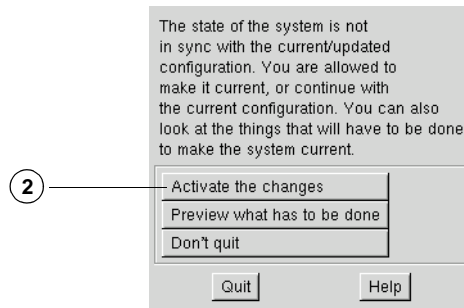 The state of the system is not
in sync with the current/updated
configuration. You are allowed to
make it current, or continue with
the current configuration. You can also
look at the things that will have to be done
to make the system current.
2
Activate the changes
Preview what has to be done
Don't quit
Quit Help